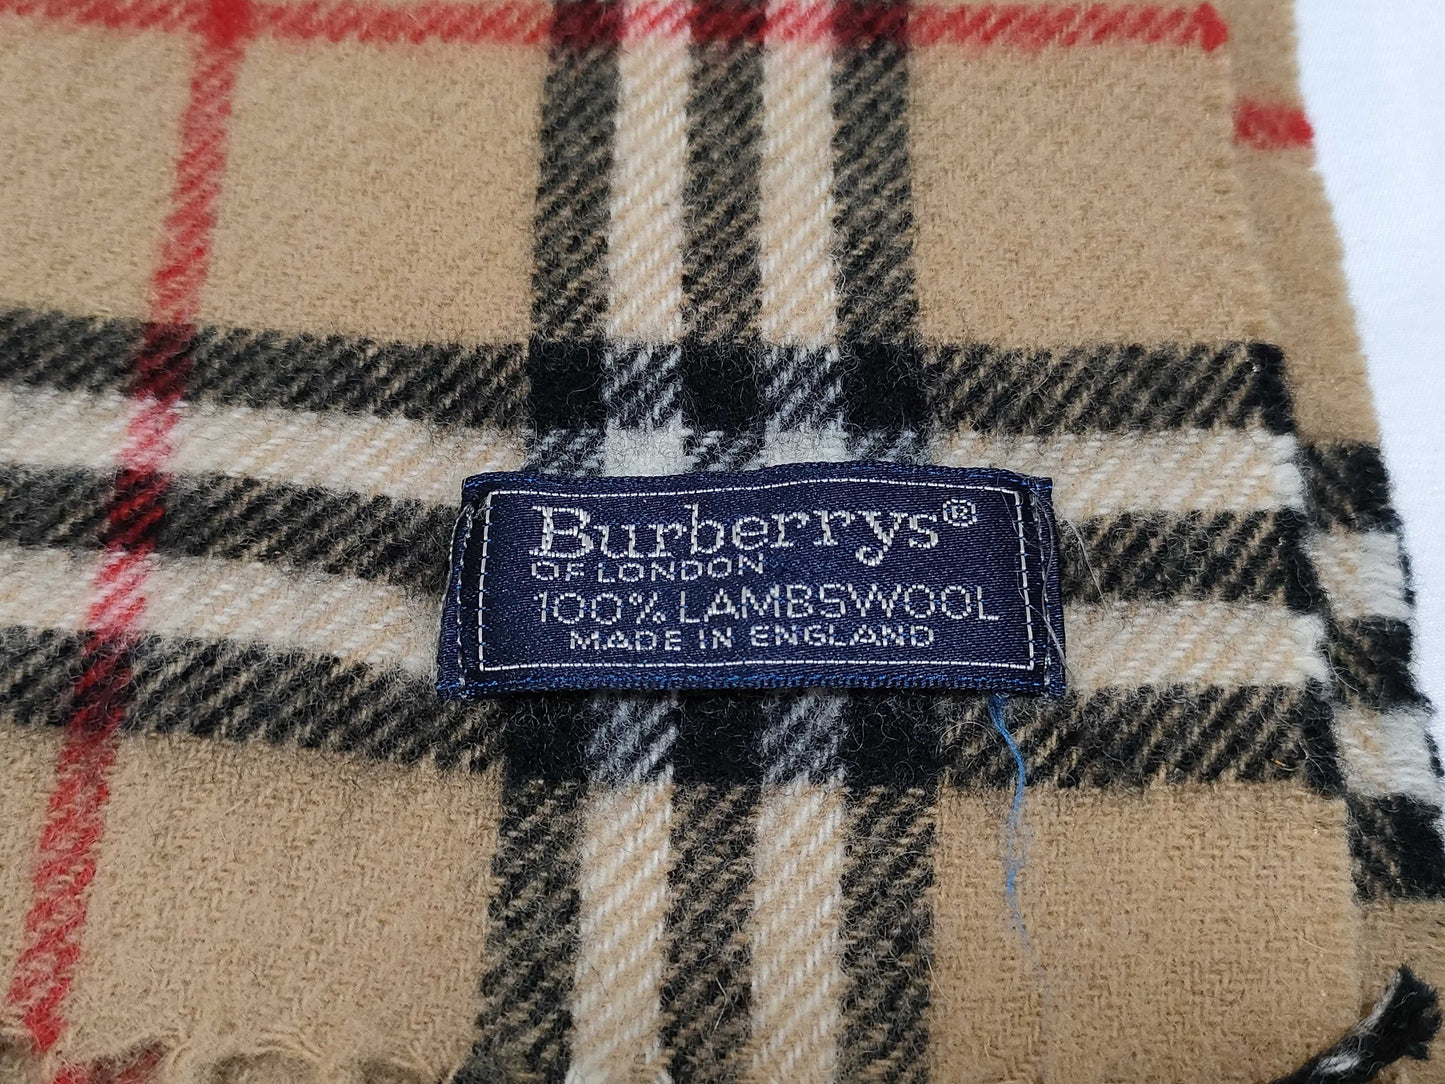 Burberrys®
OF LONDON
100% LAMBSWOOL
MADE IN ENGLAND